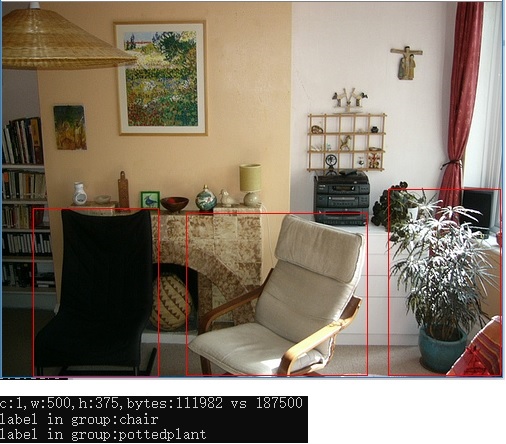 c:1,w:500,h:375,bytes:111982 vs 187500
label in group:chair
label in group:pottedplant